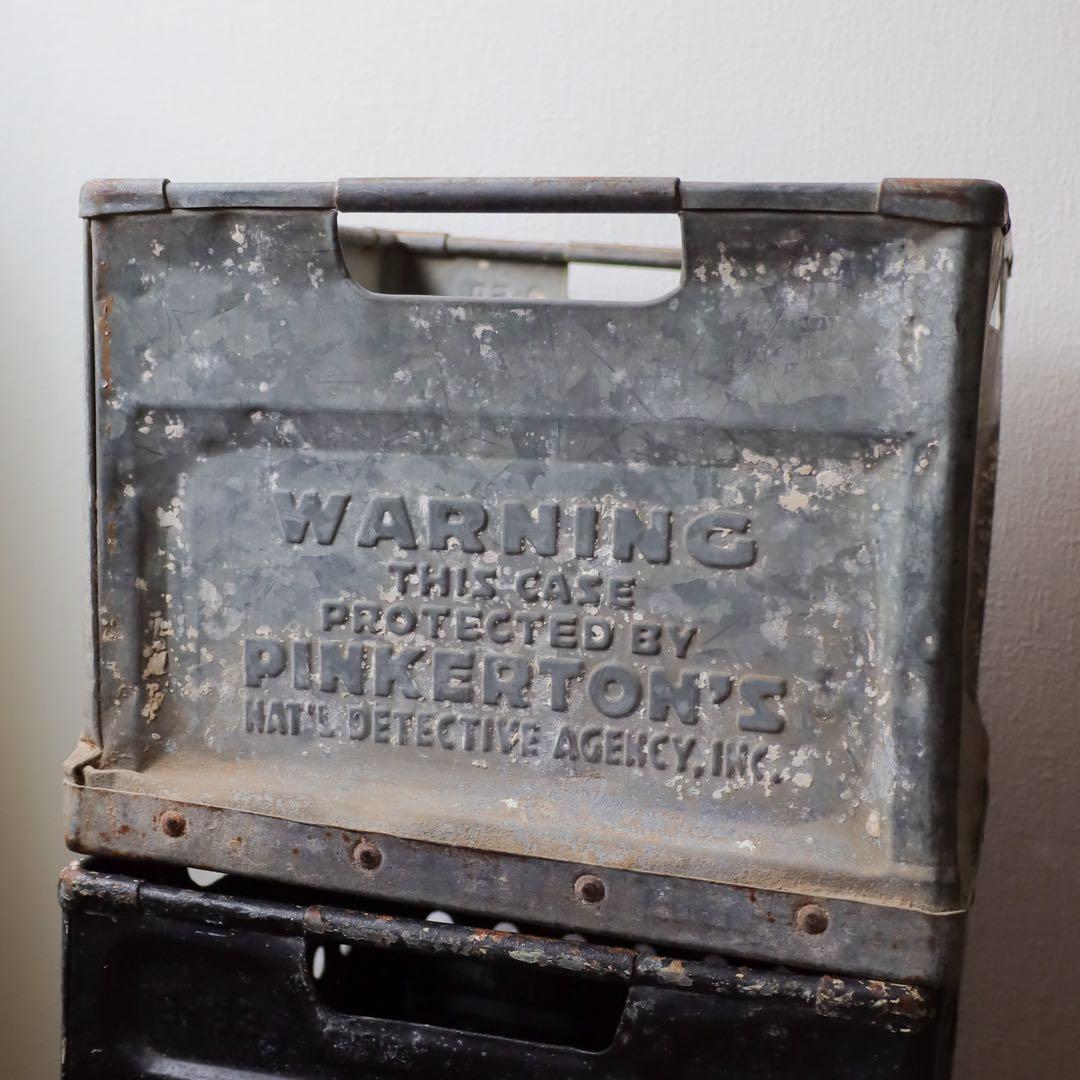 WARNING
THIS CASE
PROTECTED BY
PINKERTON'S
NAT'L DETECTIVE AGENCY, INC.